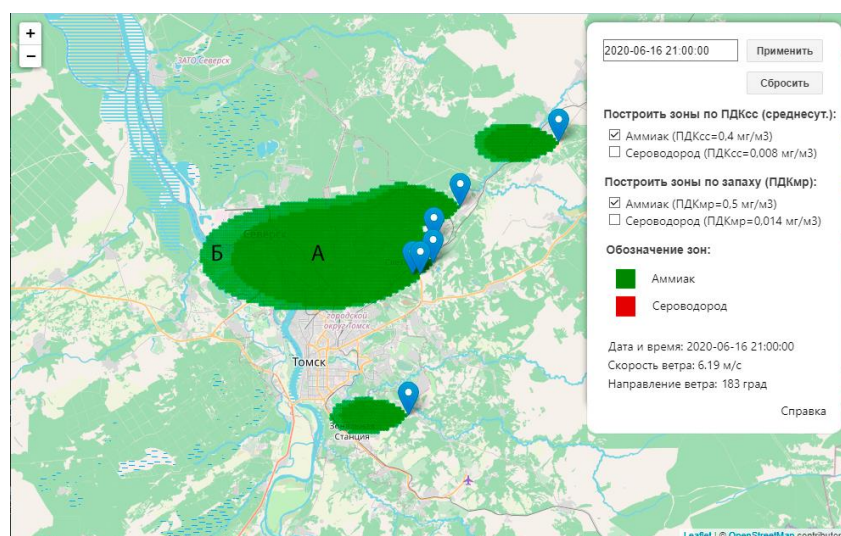 +
−
ЗАТО Северск
Северск
Б
А
городской
округ Томск
Томск
Станция
2020-06-16 21:00:00
Применить
Сбросить
Построить зоны по ПДКсс (среднесут.):
Аммиак (ПДКсс=0,4 мг/м3)
Сероводород (ПДКсс=0,008 мг/м3)
Построить зоны по запаху (ПДКмр):
Аммиак (ПДКмр=0,5 мг/м3)
Сероводород (ПДКмр=0,014 мг/м3)
Обозначение зон:
Аммиак
Сероводород
Дата и время: 2020-06-16 21:00:00
Скорость ветра: 6.19 м/с
Направление ветра: 183 град
Справка
Leaflet | © OpenStreetMap contributor